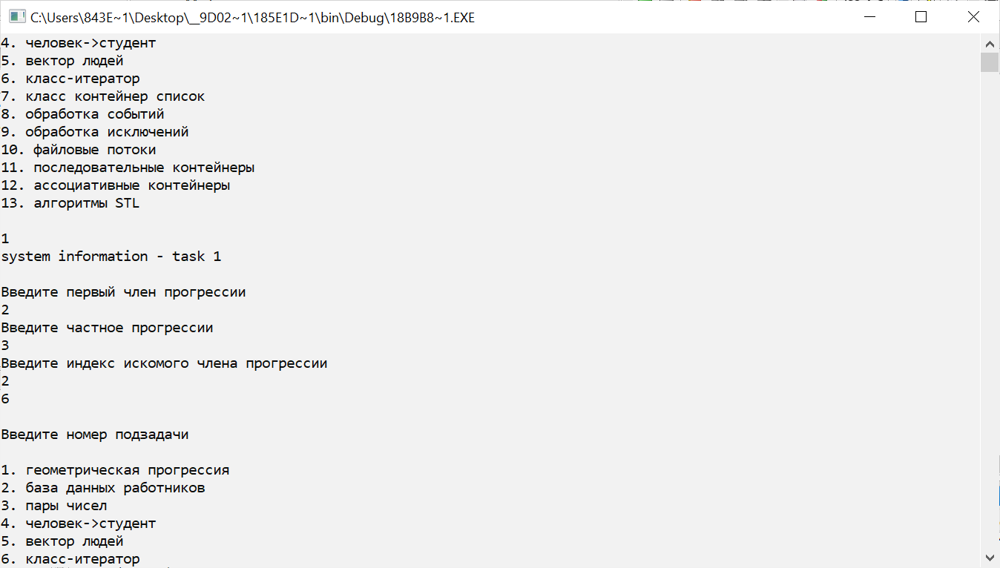 C:\Users\843E~1\Desktop\__9D02~1\185E1D~1\bin\Debug\18B9B8~1.EXE
4. человек->студент
5. вектор людей
6. класс-итератор
7. класс контейнер список
8. обработка событий
9. обработка исключений
10. файловые потоки
11. последовательные контейнеры
12. ассоциативные контейнеры
13. алгоритмы STL
1
system information - task 1
Введите первый член прогрессии
2
Введите частное прогрессии
3
Введите индекс искомого члена прогрессии
2
6
Введите номер подзадачи
1. геометрическая прогрессия
2. база данных работников
3. пары чисел
4. человек->студент
5. вектор людей
6. класс-итератор